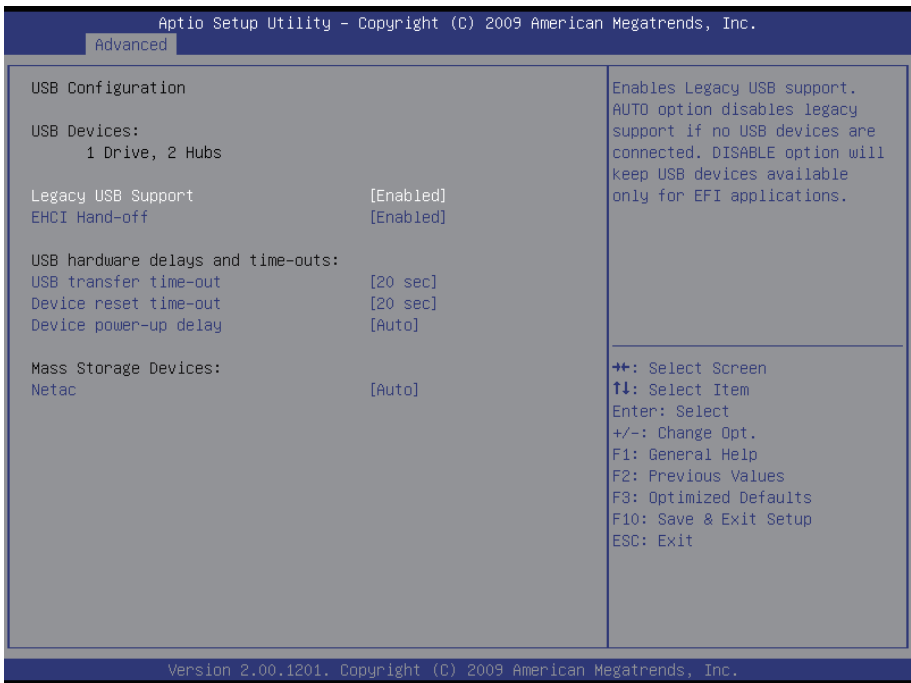 Aptio Setup Utility – Copyright (C) 2009 American Megatrends, Inc.
Advanced
USB Configuration
USB Devices:
1 Drive, 2 Hubs
Legacy USB Support [Enabled]
EHCI Hand-off [Enabled]
USB hardware delays and time-outs:
USB transfer time-out [20 sec]
Device reset time-out [20 sec]
Device power-up delay [Auto]
Mass Storage Devices:
Netac [Auto]
Enables Legacy USB support.
AUTO option disables legacy
support if no USB devices are
connected. DISABLE option will
keep USB devices available
only for EFI applications.
→←: Select Screen
↑↓: Select Item
Enter: Select
+/-: Change Opt.
F1: General Help
F2: Previous Values
F3: Optimized Defaults
F10: Save & Exit Setup
ESC: Exit
Version 2.00.1201. Copyright (C) 2009 American Megatrends, Inc.